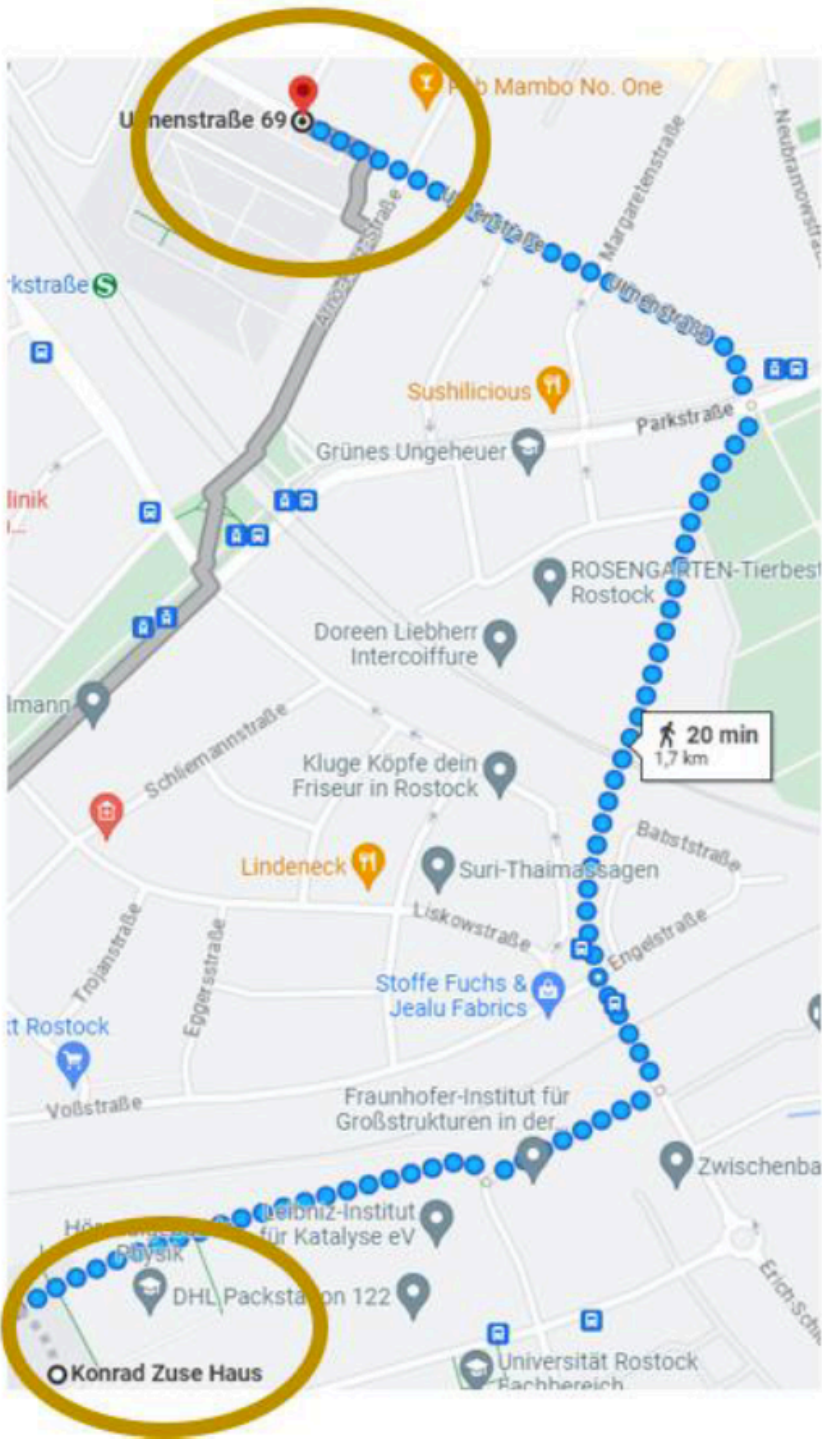 Pub Mambo No. One
Ulmenstraße 69
Neubramowstraße
Margaretenstraße
Ulmenstraße
rkstraße S
Ulmenstraße
Sushilicious
Parkstraße
Grünes Ungeheuer
linik
ROSENGARTEN-Tierbest
Rostock
Doreen Liebherr
Intercoiffure
lmann
20 min
1,7 km
Schliemannstraße
Kluge Köpfe dein
Friseur in Rostock
Babststraße
Lindeneck
Suri-Thaimassagen
Liskowstraße
Engelstraße
Trojanstraße
Eggersstraße
Stoffe Fuchs &
Jealu Fabrics
kt Rostock
Voßstraße
Fraunhofer-Institut für
Großstrukturen in der...
Zwischenba
Leibniz-Institut
für Katalyse eV
Physik
DHL Packstation 122
Erich-Schl
Konrad Zuse Haus
Universität Rostock
Fachbereich